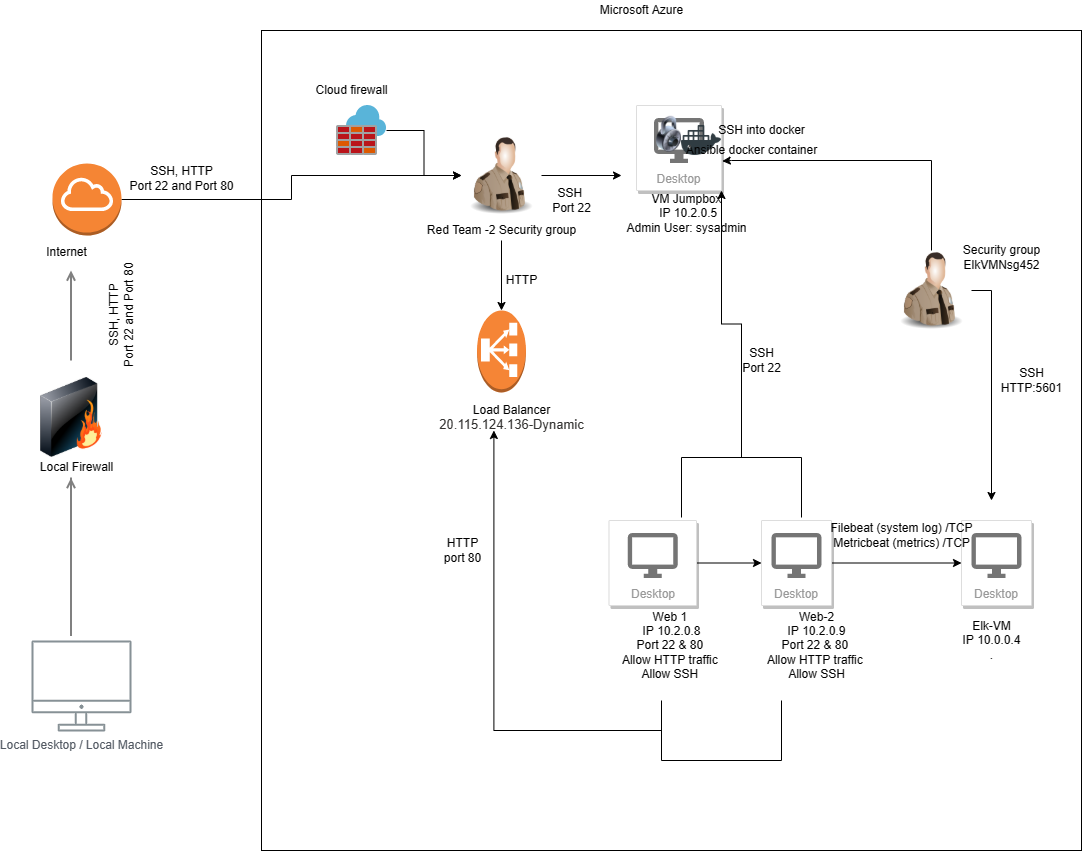 Microsoft Azure
Cloud firewall
SSH into docker
Ansible docker container
Desktop
SSH, HTTP
Port 22 and Port 80
SSH
Port 22
VM Jumpbox
IP 10.2.0.5
Admin User: sysadmin
Red Team -2 Security group
Internet
Security group
ElkVMNsg452
SSH, HTTP
Port 22 and Port 80
HTTP
SSH
Port 22
SSH
HTTP:5601
Load Balancer
20.115.124.136-Dynamic
Local Firewall
HTTP
port 80
Filebeat (system log) /TCP
Metricbeat (metrics) /TCP
Desktop
Desktop
Desktop
Web 1
IP 10.2.0.8
Port 22 & 80
Allow HTTP traffic
Allow SSH
Web-2
IP 10.2.0.9
Port 22 & 80
Allow HTTP traffic
Allow SSH
Elk-VM
IP 10.0.0.4
.
Local Desktop / Local Machine